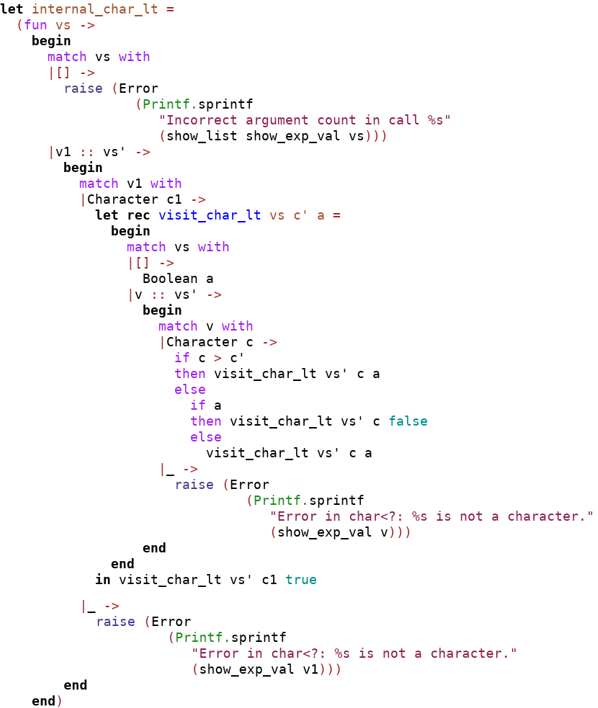 let internal_char_lt =
  (fun vs ->
    begin
      match vs with
      |[] ->
        raise (Error
                 (Printf.sprintf
                    "Incorrect argument count in call %s"
                    (show_list show_exp_val vs)))
      |v1 :: vs' ->
        begin
          match v1 with
          |Character c1 ->
            let rec visit_char_lt vs c' a =
              begin
                match vs with
                |[] ->
                  Boolean a
                |v :: vs' ->
                  begin
                    match v with
                    |Character c ->
                      if c > c'
                      then visit_char_lt vs' c a
                      else
                        if a
                        then visit_char_lt vs' c false
                        else
                          visit_char_lt vs' c a
                    |_ ->
                      raise (Error
                               (Printf.sprintf
                                  "Error in char<?: %s is not a character."
                                  (show_exp_val v)))
                  end
              end
            in visit_char_lt vs' c1 true
          |_ ->
            raise (Error
                     (Printf.sprintf
                        "Error in char<?: %s is not a character."
                        (show_exp_val v1)))
        end
    end)